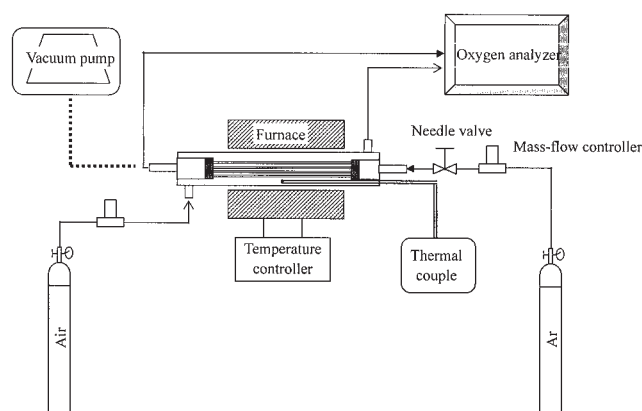 Vacuum pump
Oxygen analyzer
Furnace
Needle valve
Mass-flow controller
Temperature
controller
Thermal
couple
Air
Ar